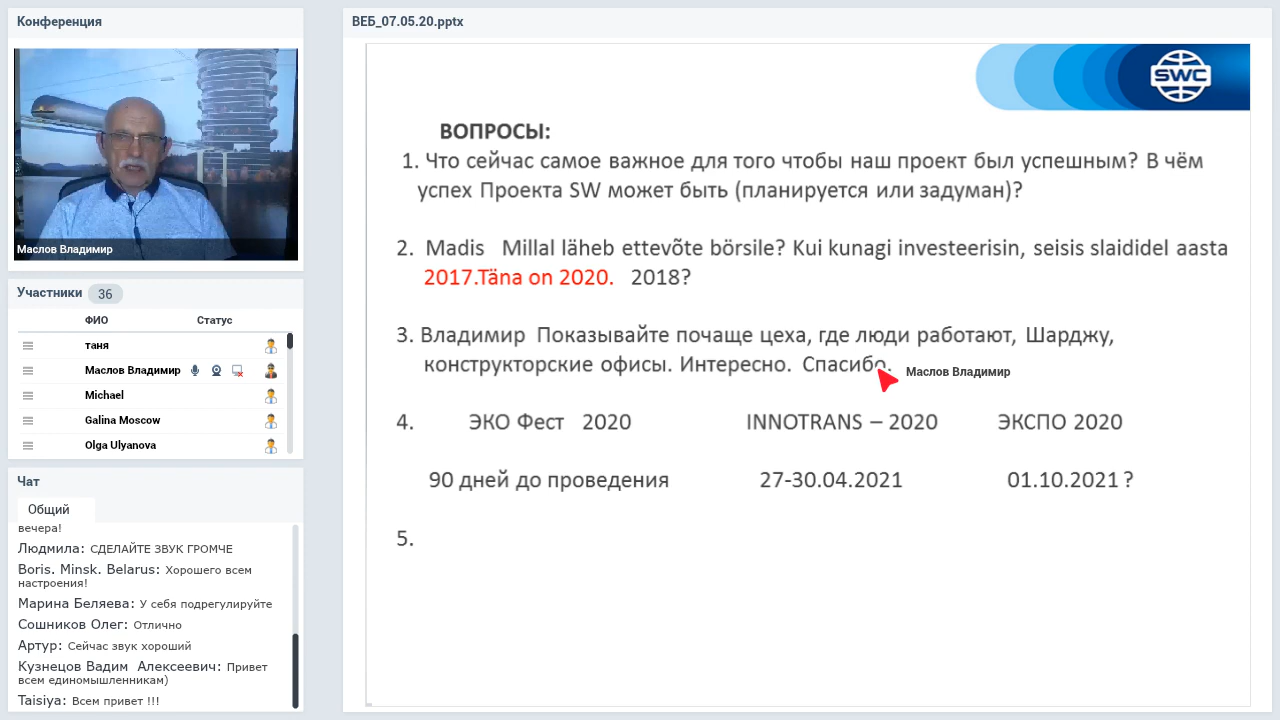 Конференция
Маслов Владимир
Участники 36
ФИО Статус
таня
Маслов Владимир
Michael
Galina Moscow
Olga Ulyanova
Чат
Общий
вечера!
Людмила: СДЕЛАЙТЕ ЗВУК ГРОМЧЕ
Boris. Minsk. Belarus: Хорошего всем
настроения!
Марина Беляева: У себя подрегулируйте
Сошников Олег: Отлично
Артур: Сейчас звук хороший
Кузнецов Вадим Алексеевич: Привет
всем единомышленникам)
Taisiya: Всем привет !!!
ВЕБ_07.05.20.pptx
SWC
ВОПРОСЫ:
1. Что сейчас самое важное для того чтобы наш проект был успешным? В чём
успех Проекта SW может быть (планируется или задуман)?
2. Madis Millal läheb ettevõte börsile? Kui kunagi investeerisin, seisis slaididel aasta
2017.Täna on 2020. 2018?
3. Владимир Показывайте почаще цеха, где люди работают, Шарджу,
конструкторские офисы. Интересно. Спасибо.
Маслов Владимир
4. ЭКО Фест 2020 INNOTRANS – 2020 ЭКСПО 2020
90 дней до проведения 27-30.04.2021 01.10.2021 ?
5.